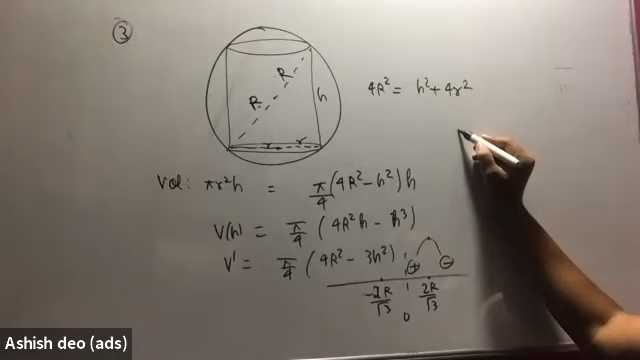 ③
R
R
h
r
4R² = h² + 4r²
Vol: πr²h = π/4 (4R² - h²) h
V(h) = π/4 (4R²h - h³)
V' = π/4 (4R² - 3h²)
⊕ ⊖
-2R/√3 0 2R/√3
Ashish deo (ads)